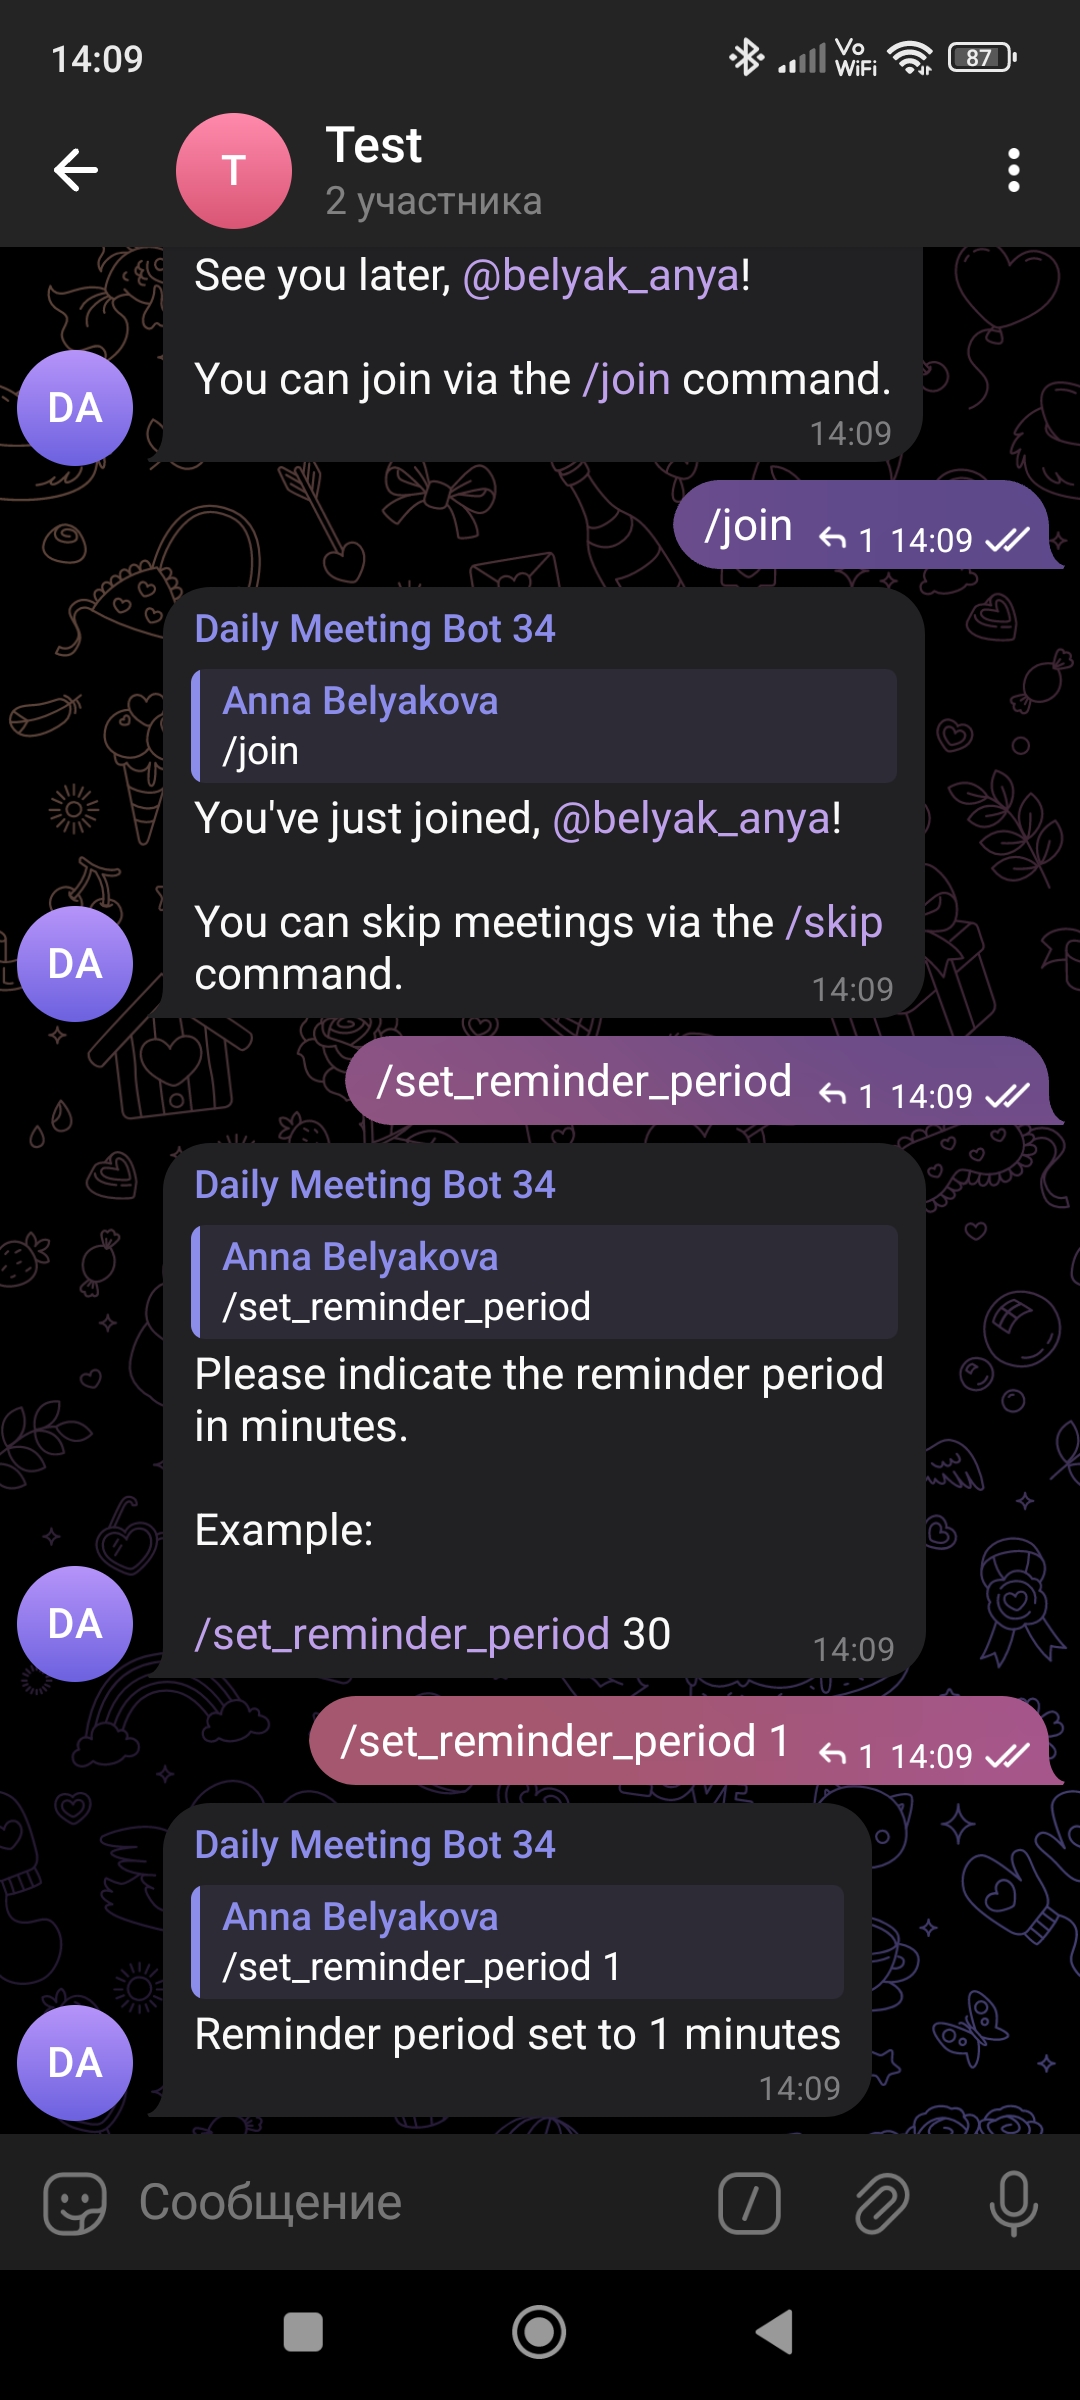 14:09
Vo
WiFi
87
T
Test
2 участника
See you later, @belyak_anya!
You can join via the /join command.
14:09
DA
/join
1 14:09
Daily Meeting Bot 34
Anna Belyakova
/join
You've just joined, @belyak_anya!
You can skip meetings via the /skip
command.
14:09
DA
/set_reminder_period
1 14:09
Daily Meeting Bot 34
Anna Belyakova
/set_reminder_period
Please indicate the reminder period
in minutes.
Example:
/set_reminder_period 30
14:09
DA
/set_reminder_period 1
1 14:09
Daily Meeting Bot 34
Anna Belyakova
/set_reminder_period 1
Reminder period set to 1 minutes
14:09
DA
Сообщение